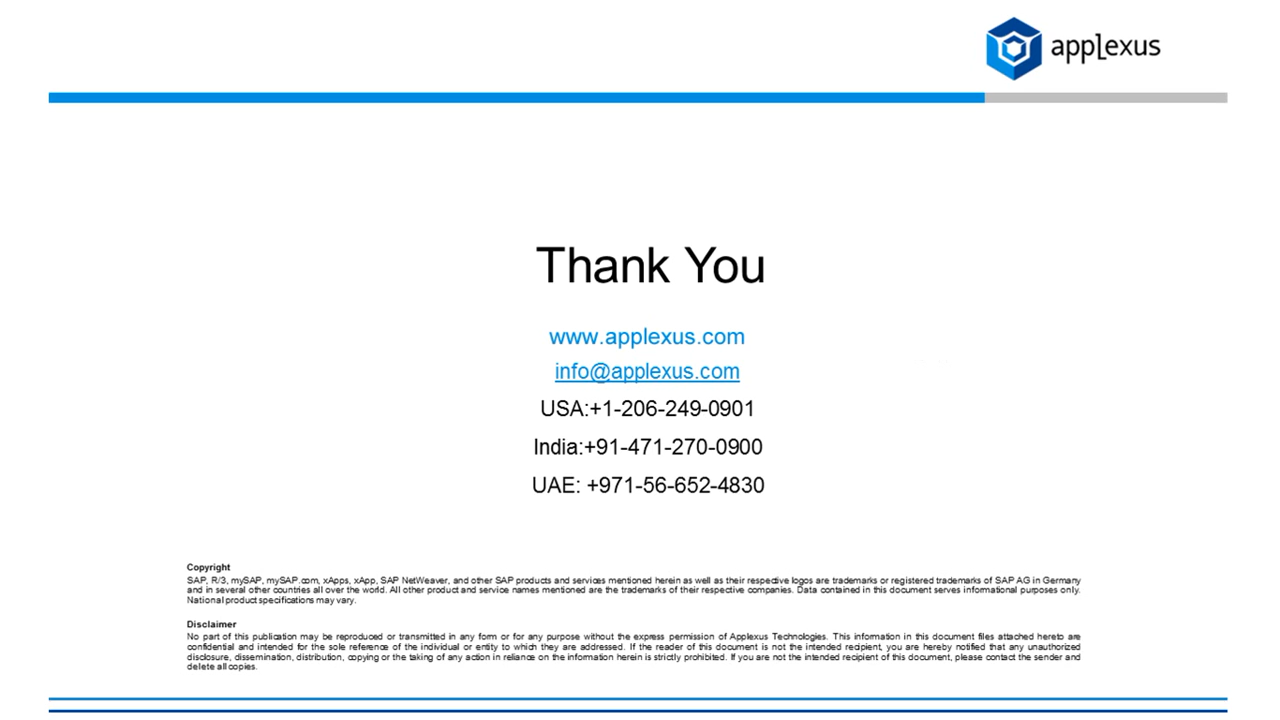 applexus
Thank You
www.applexus.com
info@applexus.com
USA:+1-206-249-0901
India:+91-471-270-0900
UAE: +971-56-652-4830
Copyright
SAP, R/3, mySAP, mySAP.com, xApps, xApp, SAP NetWeaver, and other SAP products and services mentioned herein as well as their respective logos are trademarks or registered trademarks of SAP AG in Germany
and in several other countries all over the world. All other product and service names mentioned are the trademarks of their respective companies. Data contained in this document serves informational purposes only.
National product specifications may vary.
Disclaimer
No part of this publication may be reproduced or transmitted in any form or for any purpose without the express permission of Applexus Technologies. This information in this document files attached hereto are
confidential and intended for the sole reference of the individual or entity to which they are addressed. If the reader of this document is not the intended recipient, you are hereby notified that any unauthorized
disclosure, dissemination, distribution, copying or the taking of any action in reliance on the information herein is strictly prohibited. If you are not the intended recipient of this document, please contact the sender and
delete all copies.